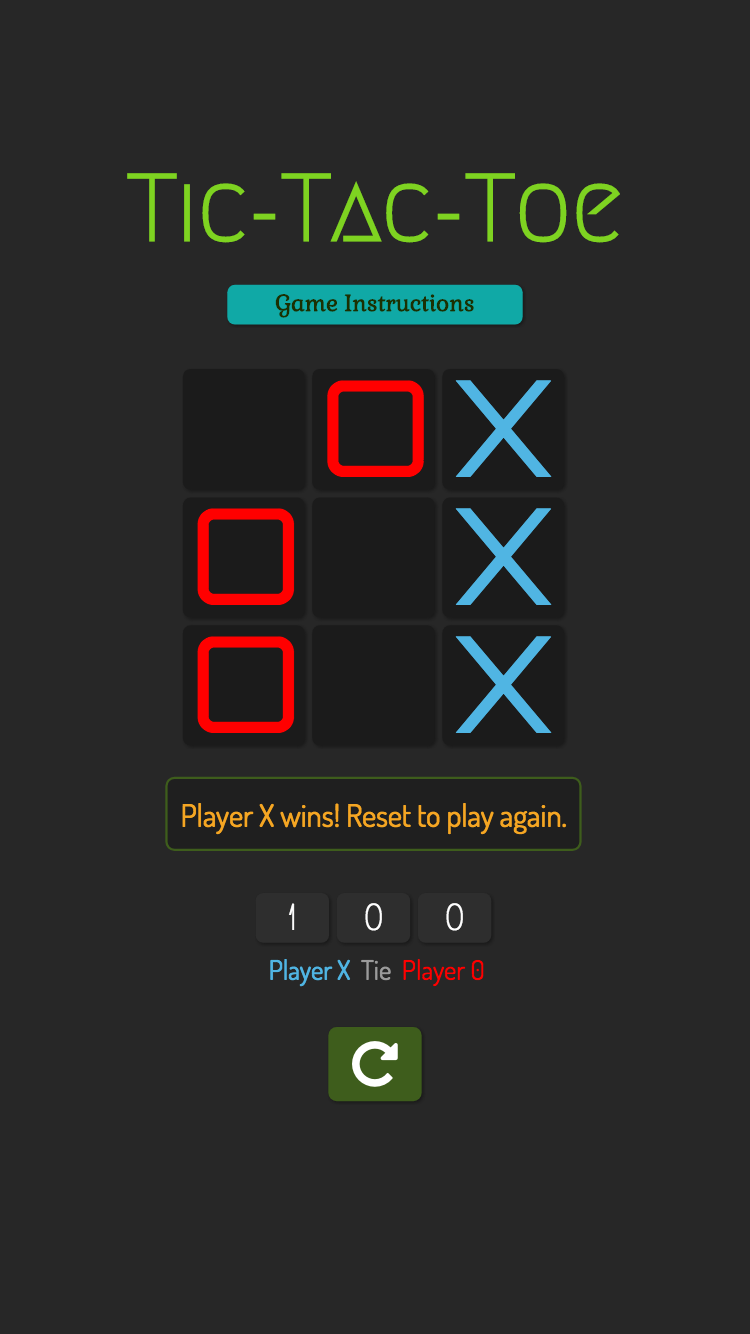 Tic-Tac-Toe
Game Instructions
X
X
X
Player X wins! Reset to play again.
1 0 0
Player X Tie Player 0